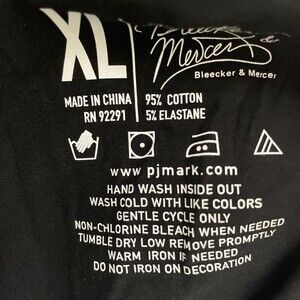 XL
Bleecker &
Mercer
Bleecker & Mercer
MADE IN CHINA
RN 92291
95% COTTON
5% ELASTANE
www.pjmark.com
HAND WASH INSIDE OUT
WASH COLD WITH LIKE COLORS
GENTLE CYCLE ONLY
NON-CHLORINE BLEACH WHEN NEEDED
TUMBLE DRY LOW REMOVE PROMPTLY
WARM IRON IF NEEDED
DO NOT IRON ON DECORATION